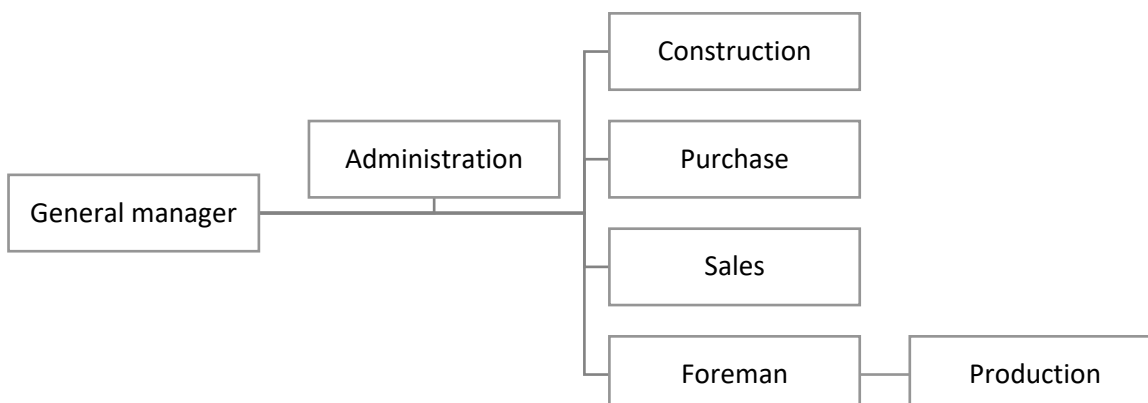 Construction
Administration
Purchase
General manager
Sales
Foreman
Production